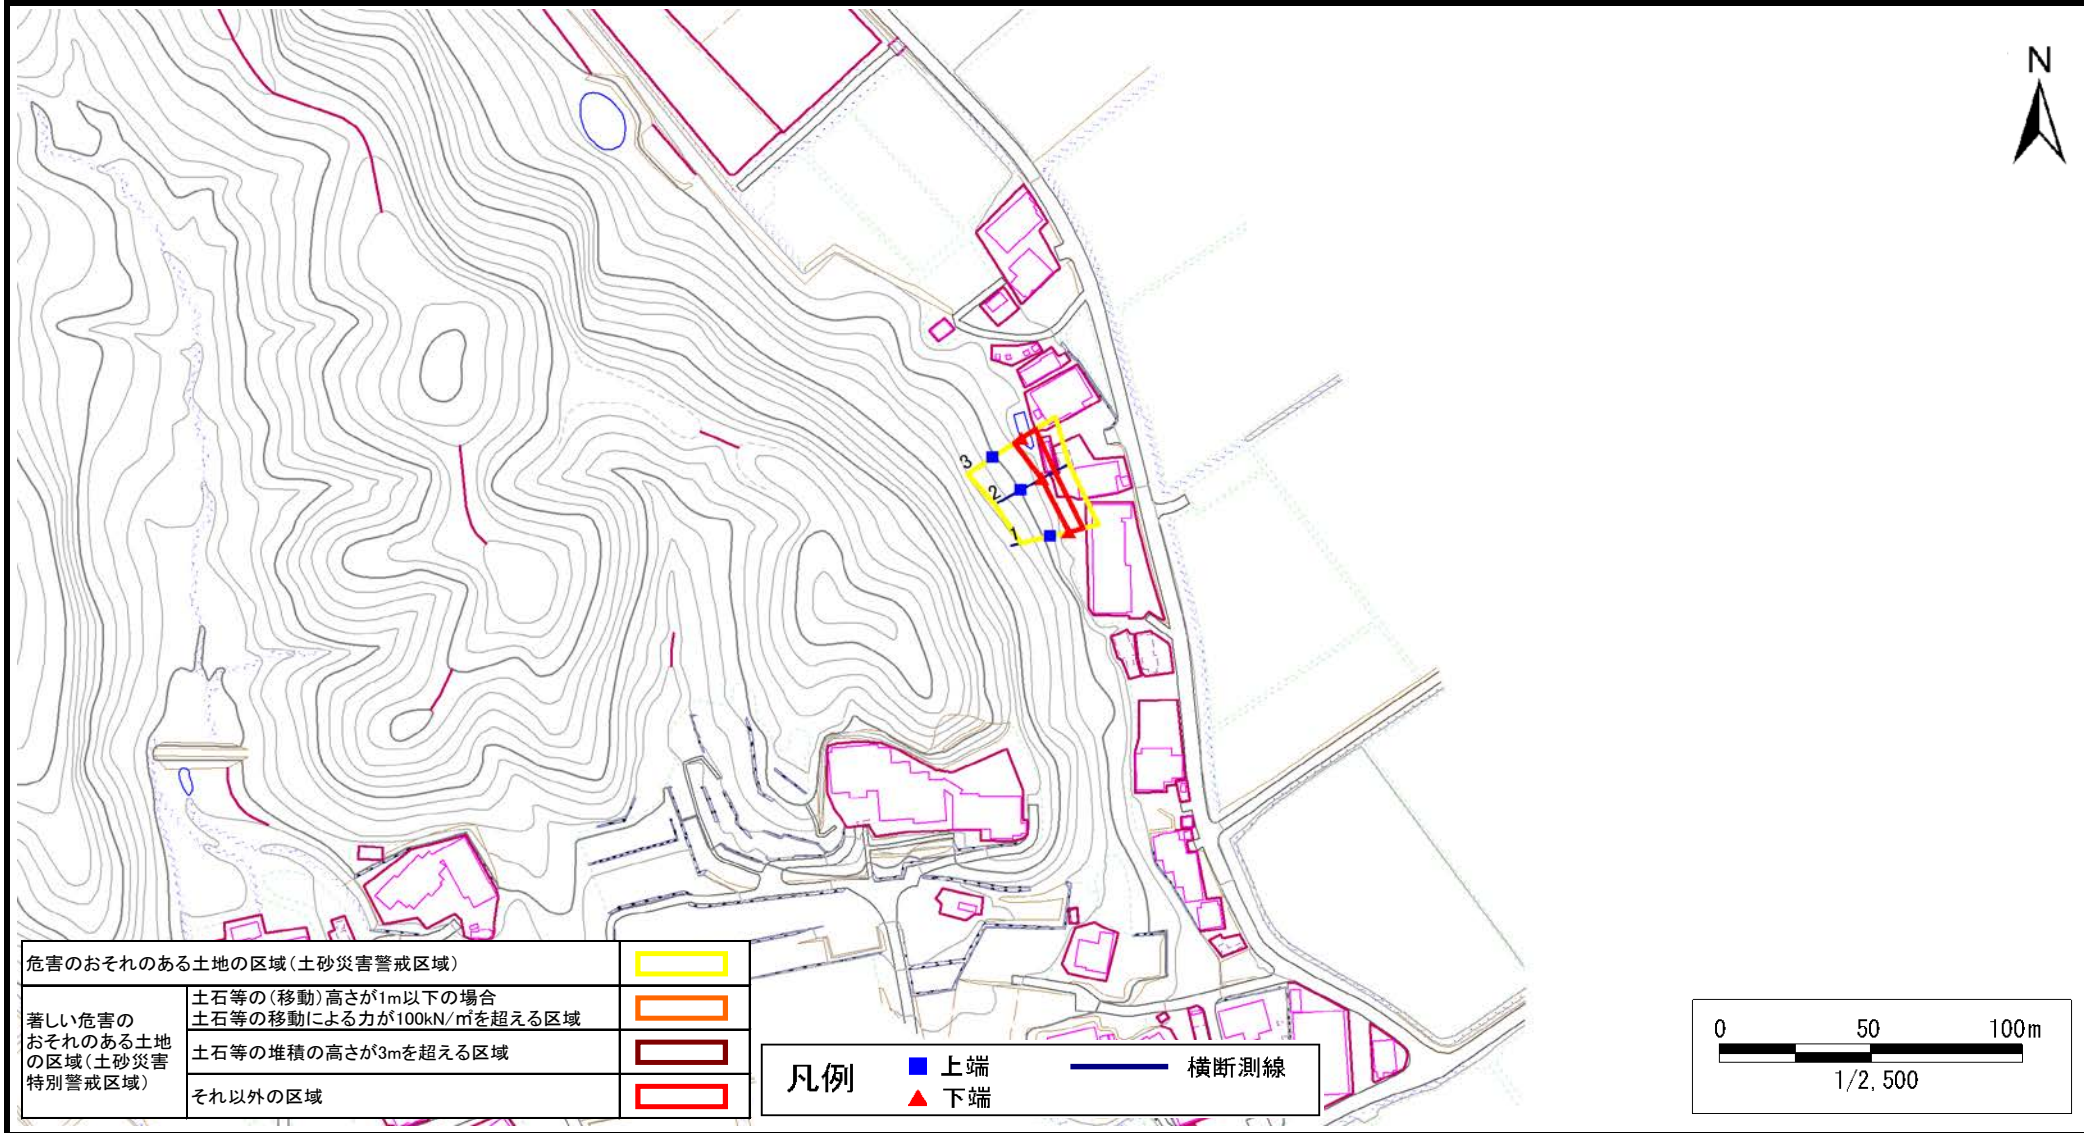 N
3
2
1
危害のおそれのある土地の区域(土砂災害警戒区域)
著しい危害の
おそれのある土地
の区域(土砂災害
特別警戒区域)
土石等の(移動)高さが1m以下の場合
土石等の移動による力が100kN/㎡を超える区域
土石等の堆積の高さが3mを超える区域
それ以外の区域
凡例
上端
下端
横断測線
0 50 100m
1/2,500